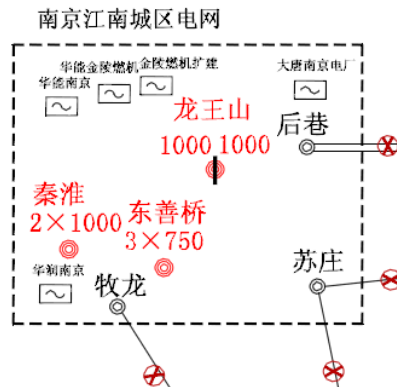 南京江南城区电网
华能金陵燃机
金陵燃机扩建
华能南京
大唐南京电厂
龙王山
1000 1000
后巷
秦淮
2×1000
东善桥
3×750
华润南京
牧龙
苏庄